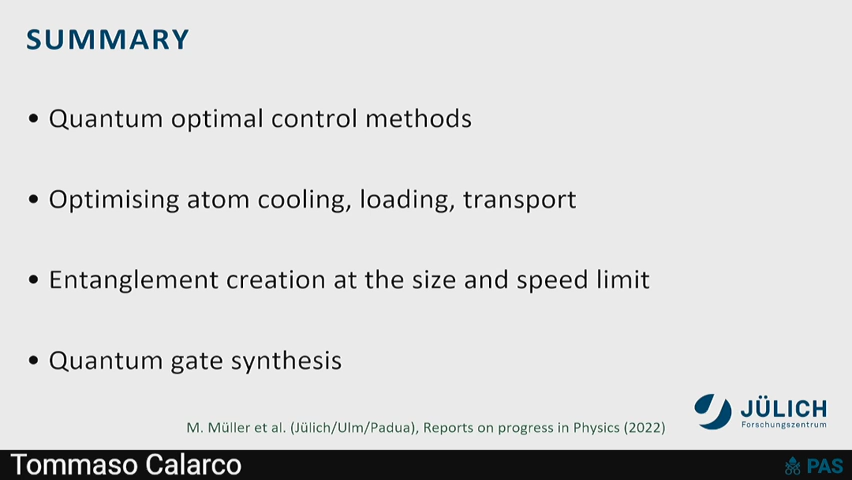 SUMMARY
• Quantum optimal control methods
• Optimising atom cooling, loading, transport
• Entanglement creation at the size and speed limit
• Quantum gate synthesis
M. Müller et al. (Jülich/Ulm/Padua), Reports on progress in Physics (2022)
JÜLICH
Forschungszentrum
Tommaso Calarco
PAS